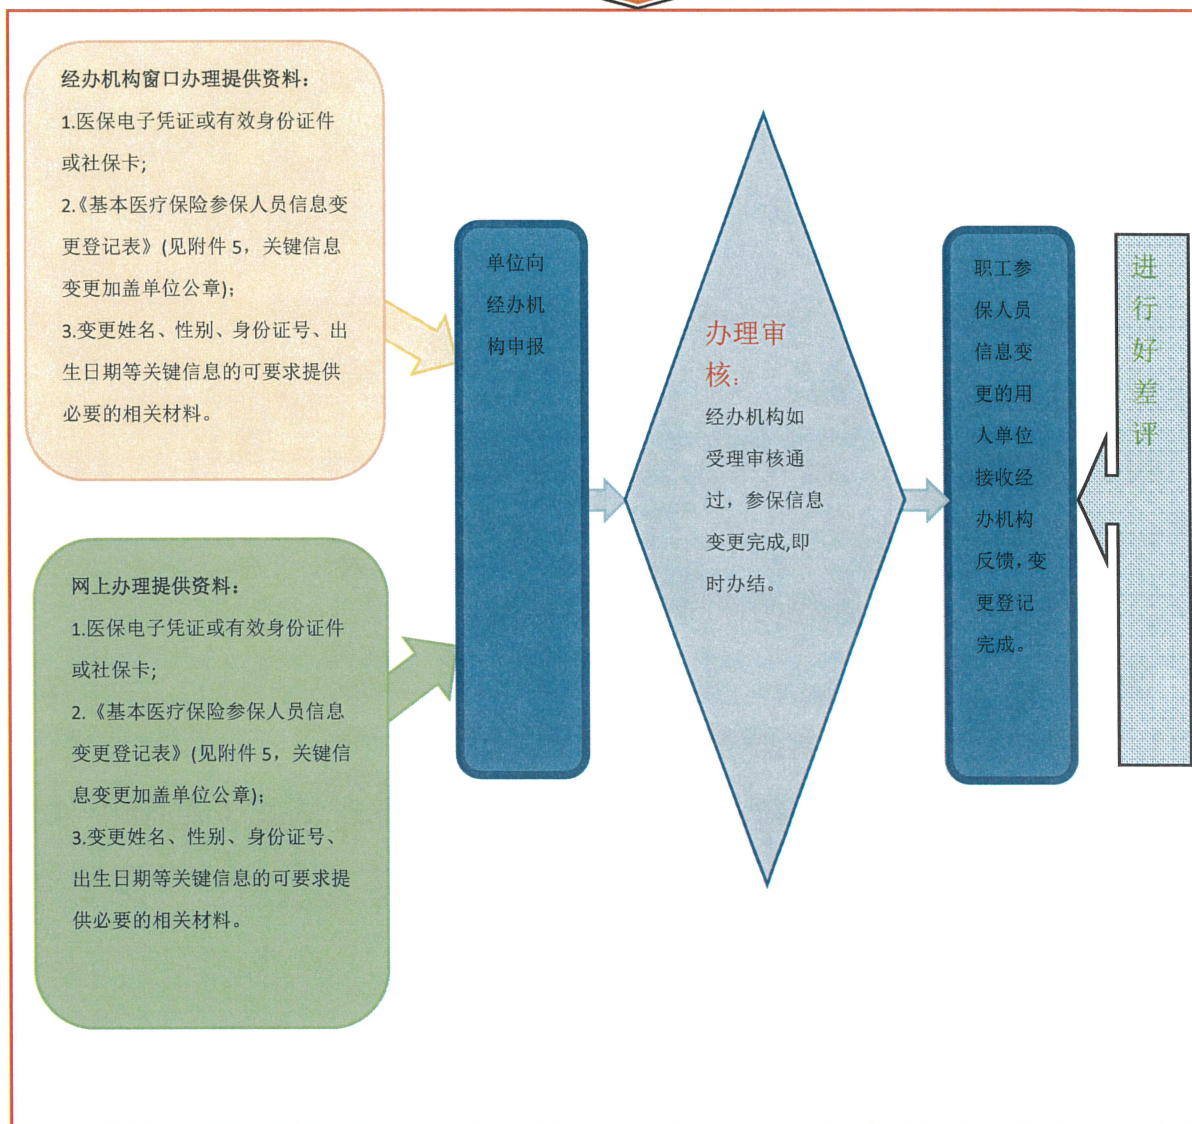 经办机构窗口办理提供资料：
1.医保电子凭证或有效身份证件
或社保卡;
2.《基本医疗保险参保人员信息变
更登记表》(见附件 5，关键信息
变更加盖单位公章);
3.变更姓名、性别、身份证号、出
生日期等关键信息的可要求提供
必要的相关材料。
网上办理提供资料：
1.医保电子凭证或有效身份证件
或社保卡;
2.《基本医疗保险参保人员信息
变更登记表》(见附件 5，关键信
息变更加盖单位公章);
3.变更姓名、性别、身份证号、
出生日期等关键信息的可要求提
供必要的相关材料。
单位向
经办机
构申报
办理审
核：
经办机构如
受理审核通
过，参保信息
变更完成,即
时办结。
职工参
保人员
信息变
更的用
人单位
接收经
办机构
反馈，变
更登记
完成。
进
行
好
差
评